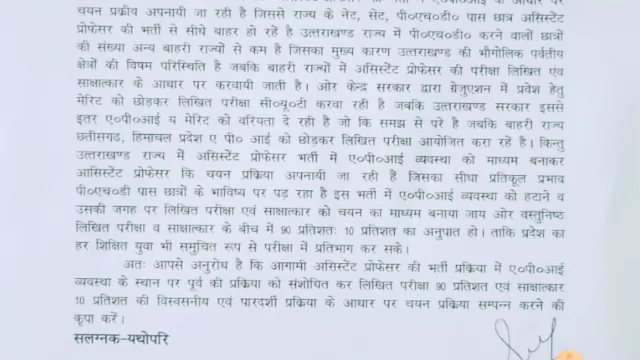 चयन प्रकीय अपनायी जा रही है जिससे राज्य के नेट, सेट, पी०एच०डी० पास छात्र असिस्टेंट
प्रोफेसर की भर्ती से सीधे बाहर हो रहें है उत्तराखण्ड राज्य में पी०एच०डी० करने वालों छात्रों
की संख्या अन्य बाहरी राज्यों से कम है जिसका मुख्य कारण उत्तराखण्ड की भौगोलिक पर्वतीय
क्षेत्रों की विषम परिस्थिति है जबकि बाहरी राज्यों में असिस्टेंट प्रोफेसर की परीक्षा लिखित एंव
साक्षात्कार के आधार पर करवायी जाती है। ओर केन्द्र सरकार द्वारा ग्रेजुएशन में प्रवेश हेतु
मेरिट को छोड़कर लिखित परीक्षा सी०यू०टी करवा रही है जबकि उत्तराखण्ड सरकार इससे
इतर ए०पी०आई य मेरिट को वरियता दे रही है जो कि समझ से परे है जबकि बाहरी राज्य
छतीसगढ़, हिमाचल प्रदेश ए पी० आई को छोड़कर लिखित परीक्षा आयोजित करा रहें है। किन्तु
उत्तराखण्ड राज्य में असिस्टेंट प्रोफेसर भर्ती में ए०पी०आई व्यवस्था को माध्यम बनाकर
आसिस्टेंट प्रोफेसर कि चयन प्रक्रिया अपनायी जा रही हैं जिसका सीधा प्रतिकूल प्रभाव
पी०एच०डी पास छात्रों के भाविष्य पर पड़ रहा है इस भर्ती में ए०पी०आई व्यवस्था को हटाने व
उसकी जगह पर लिखित परीक्षा एवं साक्षात्कार को चयन का माध्यम बनाया जाय ओर वस्तुनिष्ठ
लिखित परीक्षा व साक्षात्कार के बीच में 90 प्रतिशतः 10 प्रतिशत का अनुपात हो। ताकि प्रदेश का
हर शिक्षित युवा भी समुचित रूप से परीक्षा में प्रतिभाग कर सके।
अतः आपसे अनुरोध है कि आगामी असिस्टेंट प्रोफेसर की भर्ती प्रक्रिया में ए०पी०आई
व्यवस्था के स्थान पर पूर्व की प्रक्रिया को संशोधित कर लिखित परीक्षा 90 प्रतिशत एवं साक्षात्कार
10 प्रतिशत की विस्वसनीय एवं पारदर्शी प्रक्रिया के आधार पर चयन प्रक्रिया सम्पन्न करने की
कृपा करें।
सलग्नक-यथोपरि